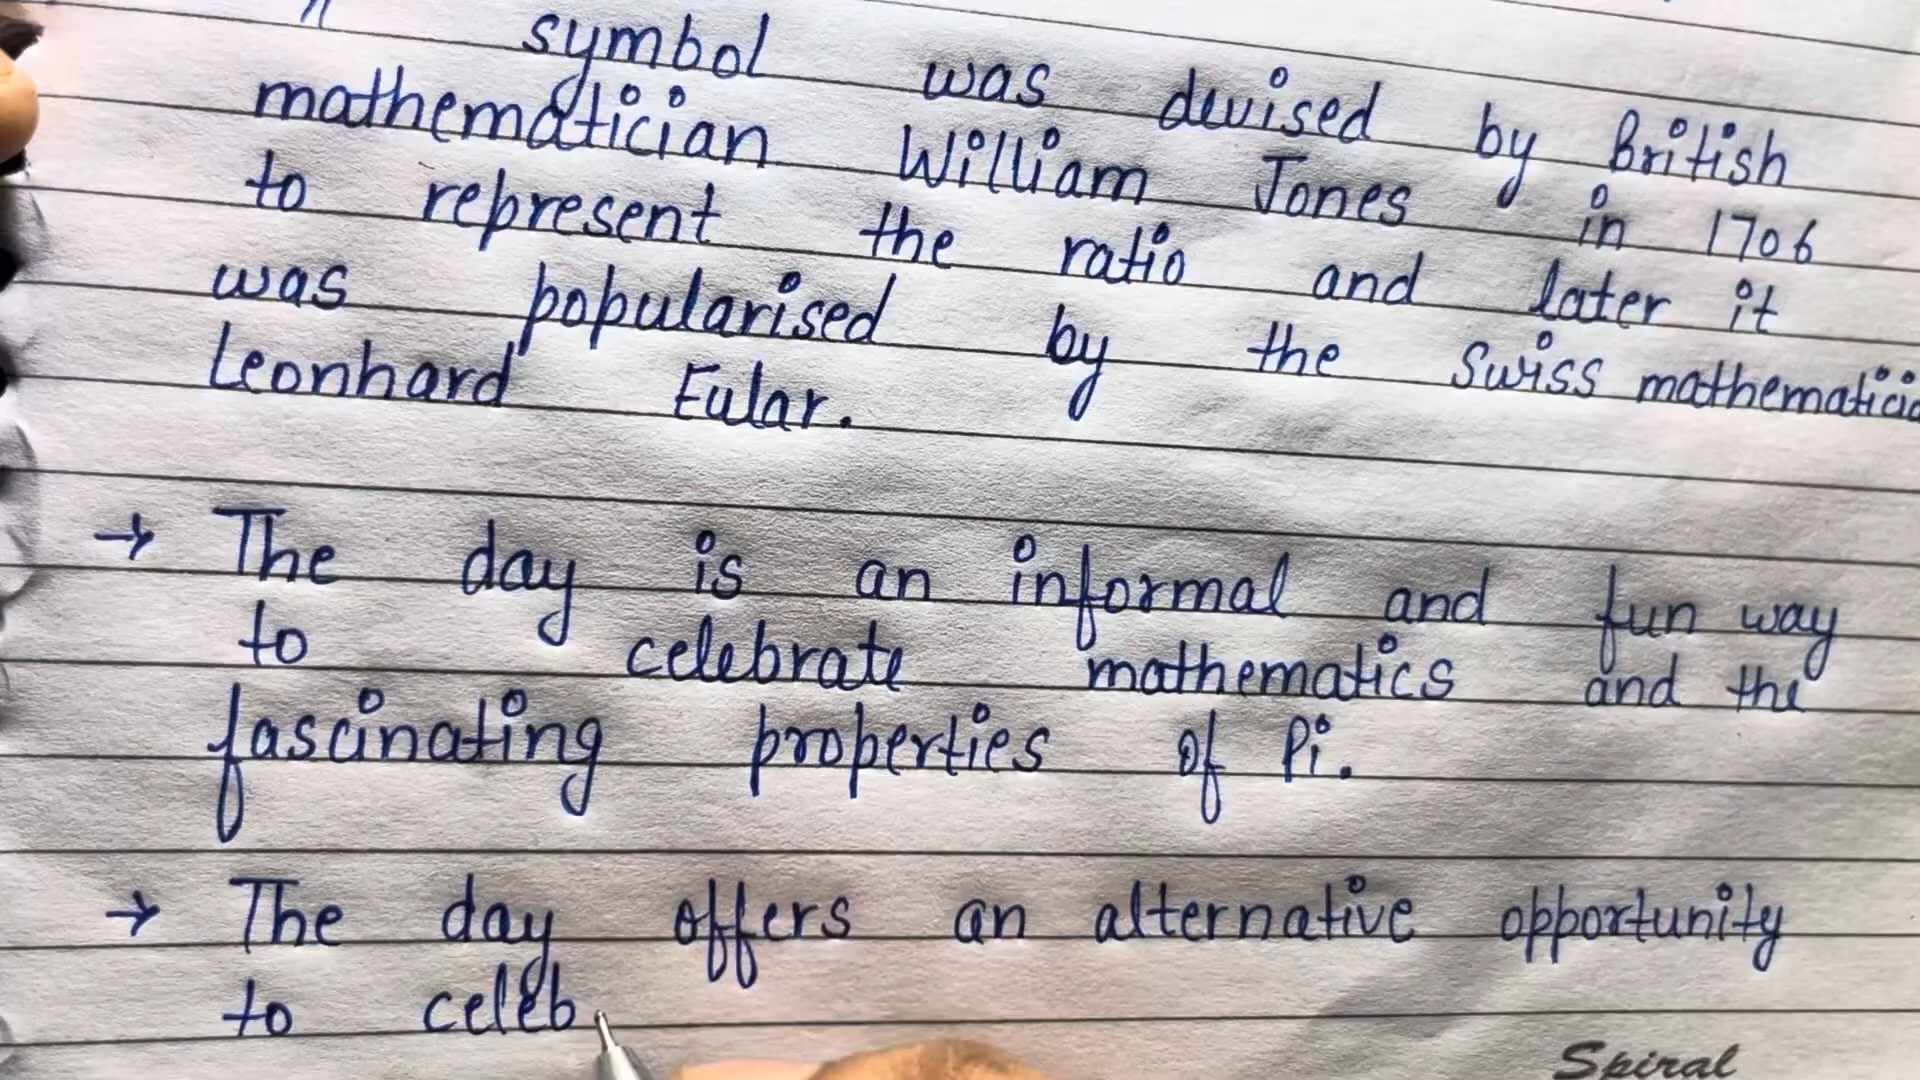 symbol was devised by British
mathematician William Jones in 1706
to represent the ratio and later it
was popularised by the Swiss mathematicia
Leonhard Eular.
→ The day is an informal and fun way
to celebrate mathematics and the
fascinating properties of Pi.
→ The day offers an alternative opportunity
to celeb
Spiral